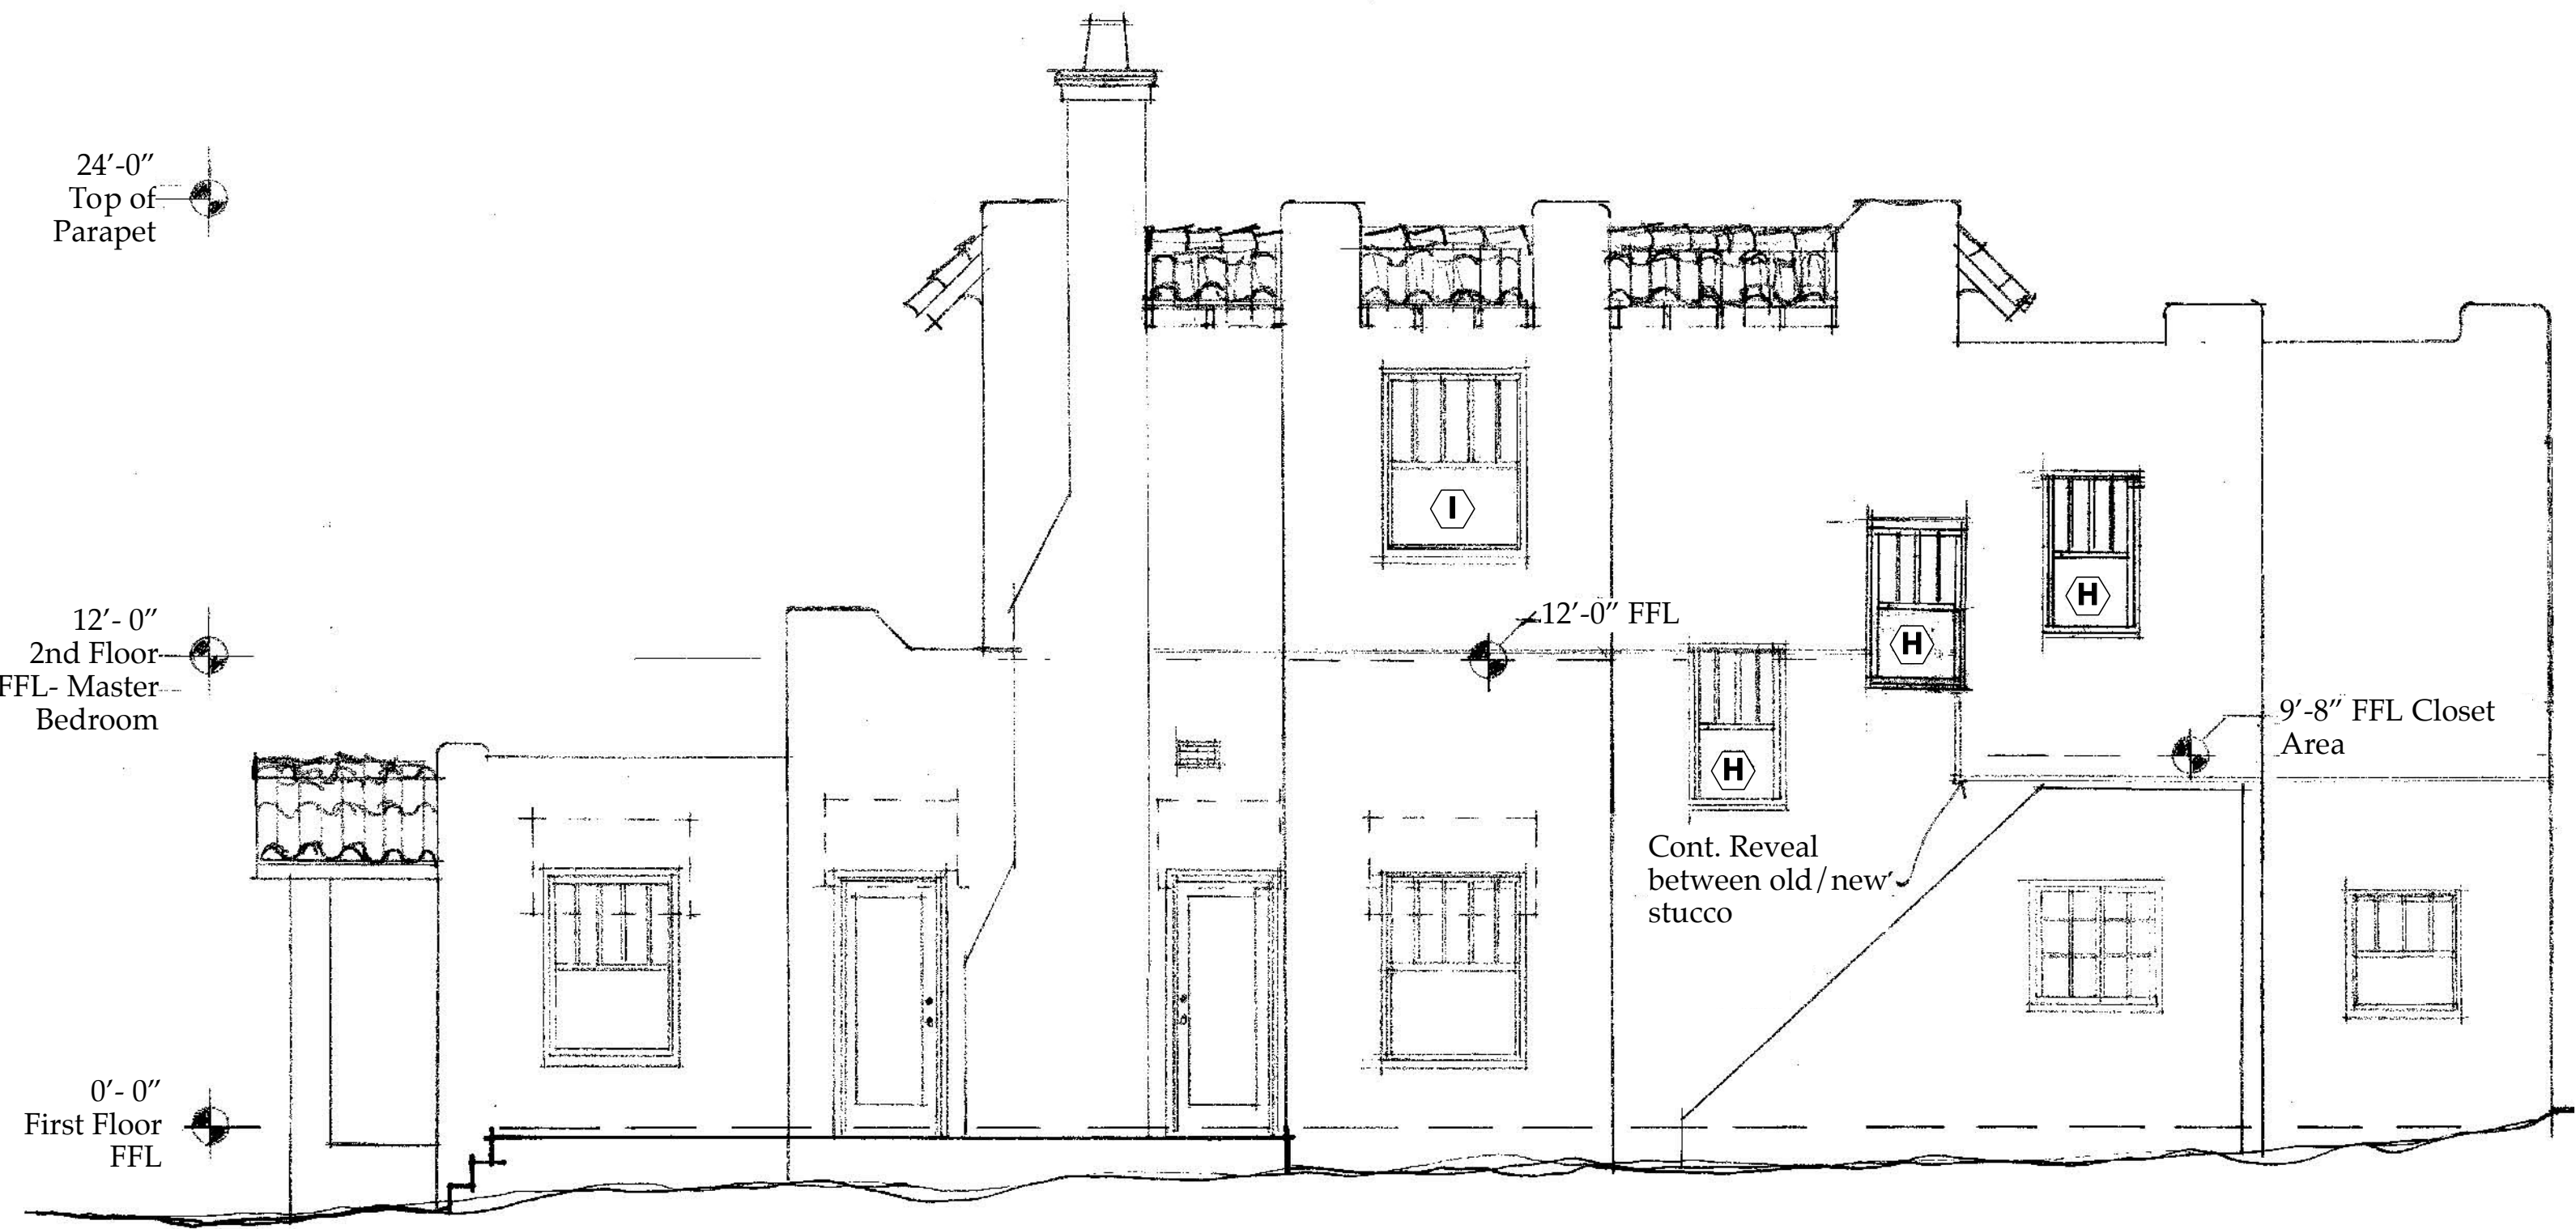 24'-0"
Top of
Parapet
12'- 0"
2nd Floor
FFL- Master
Bedroom
0'- 0"
First Floor
FFL
I
12'-0" FFL
H
H
H
9'-8" FFL Closet
Area
Cont. Reveal
between old/new
stucco